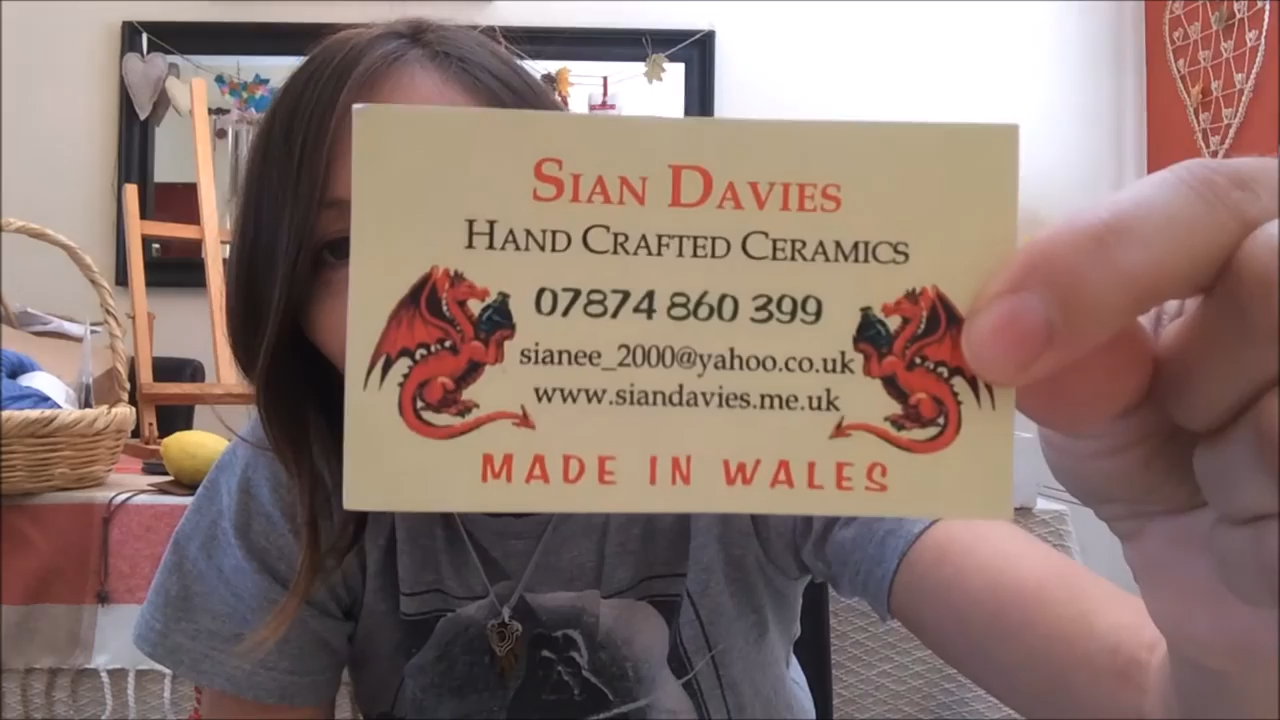 SIAN DAVIES
HAND CRAFTED CERAMICS
07874 860 399
sianee_2000@yahoo.co.uk
www.siandavies.me.uk
MADE IN WALES